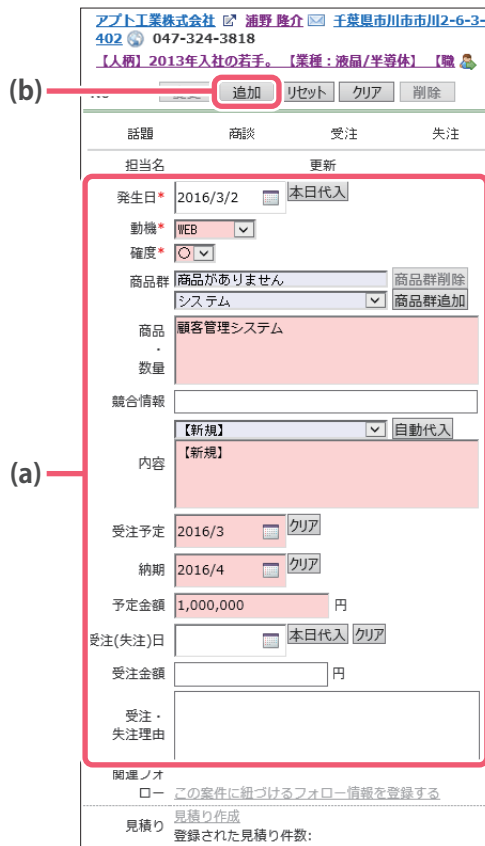 アプト工業株式会社 浦野 隆介 千葉県市川市市川2-6-3-
402 047-324-3818
【人柄】2013年入社の若手。 【業種：液晶/半導体】 【職
(b)
追加 リセット クリア 削除
話題 商談 受注 失注
担当名 更新
発生日* 2016/3/2 本日代入
動機* WEB
確度* 〇
商品群 商品がありません 商品群削除
システム 商品群追加
商品・数量 顧客管理システム
競合情報
【新規】 自動代入
内容 【新規】
(a)
受注予定 2016/3 クリア
納期 2016/4 クリア
予定金額 1,000,000 円
受注(失注)日 本日代入 クリア
受注金額 円
受注・
失注理由
関連フォ
ロー この案件に紐づけるフォロー情報を登録する
見積り 見積り作成
登録された見積り件数: